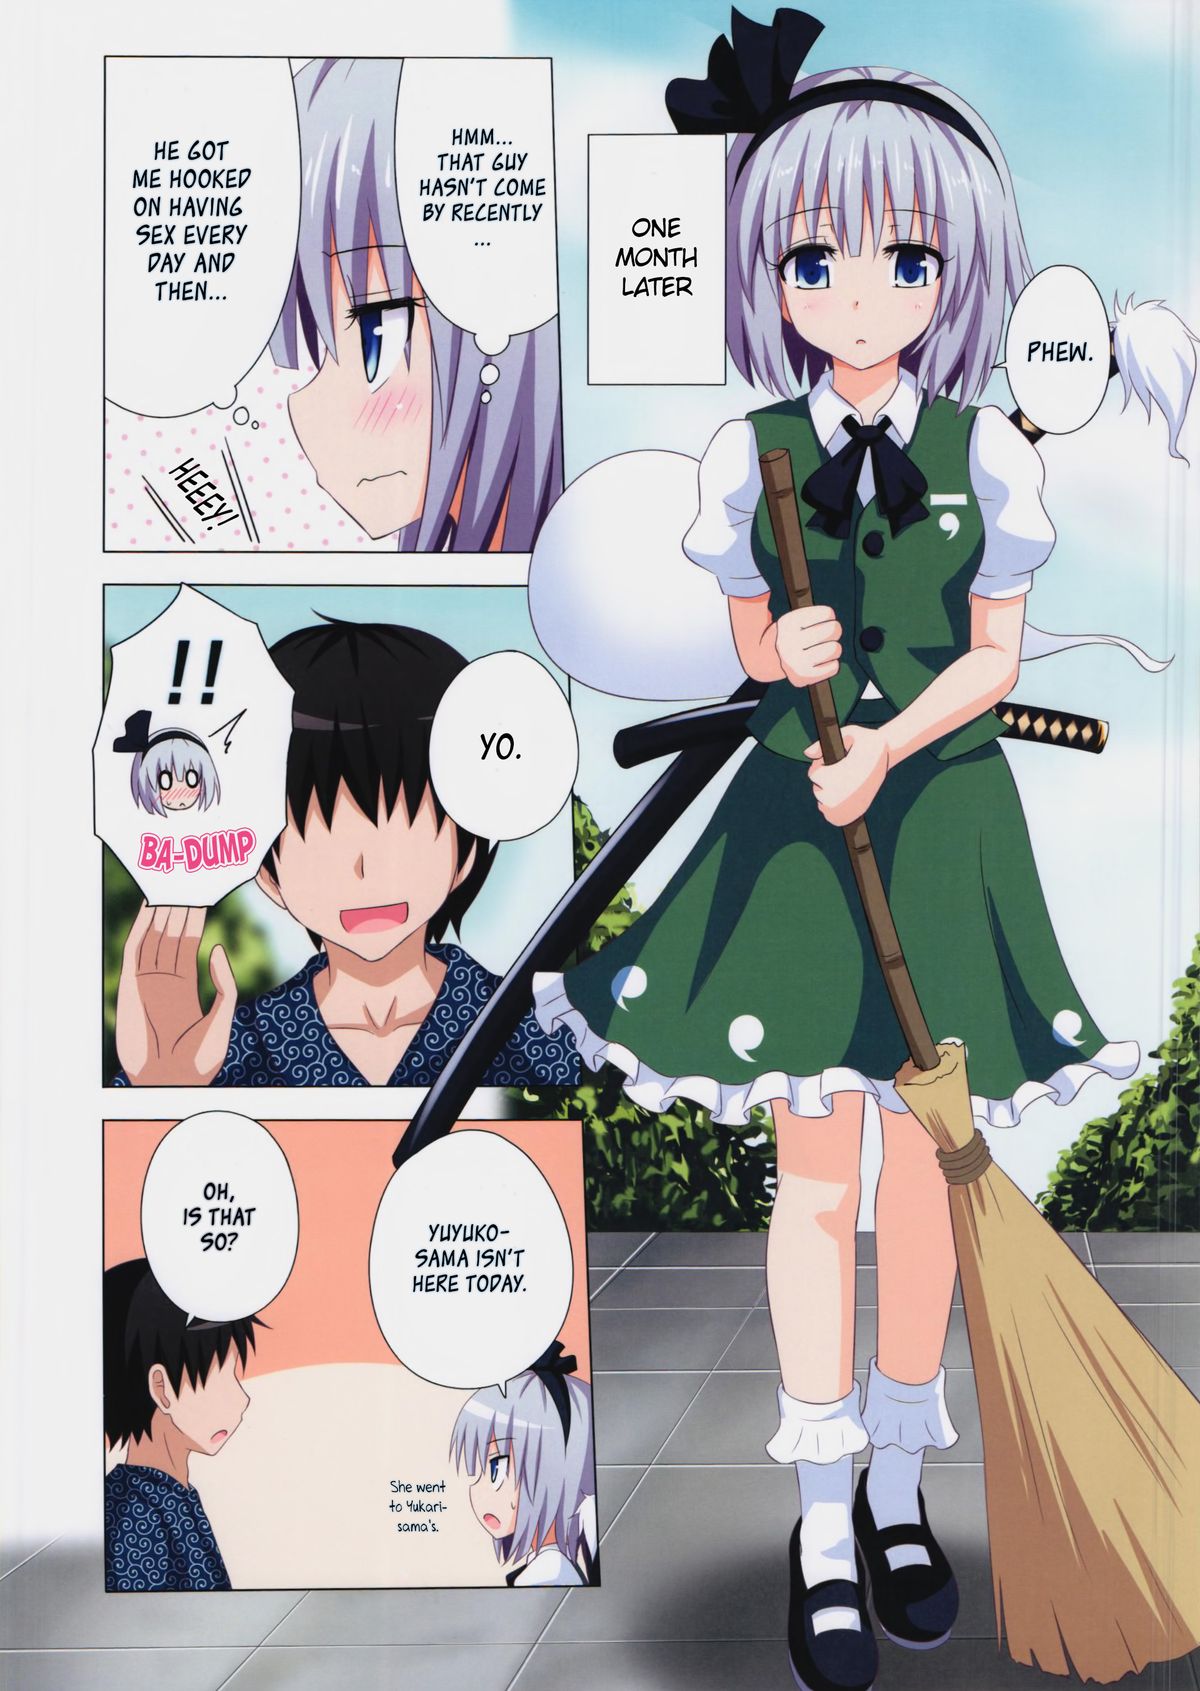 ONE
MONTH
LATER
PHEW.
HMM...
THAT GUY
HASN'T COME
BY RECENTLY
...
HE GOT
ME HOOKED
ON HAVING
SEX EVERY
DAY AND
THEN...
HEEEY!
YO.
!!
BA-DUMP
YUYUKO-
SAMA ISN'T
HERE TODAY.
She went
to Yukari-
sama's.
OH,
IS THAT
SO?